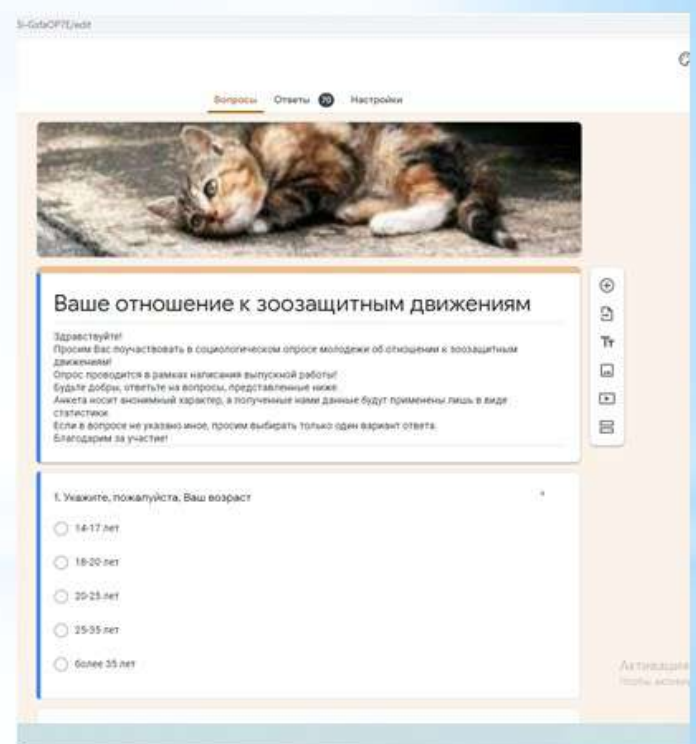 /edit
Вопросы Ответы 70 Настройки
Ваше отношение к зоозащитным движениям
Здравствуйте!
Просим Вас поучаствовать в социологическом опросе молодежи об отношении к зоозащитным
движениям!
Опрос проводится в рамках написания выпускной работы!
Будьте добры, ответьте на вопросы, представленные ниже.
Анкета носит анонимный характер, а полученные нами данные будут применены лишь в виде
статистики.
Если в вопросе не указано иное, просим выбирать только один вариант ответа.
Благодарим за участие!
1. Укажите, пожалуйста, Ваш возраст *
14-17 лет
18-20 лет
20-25 лет
25-35 лет
более 35 лет
Активация
Чтобы